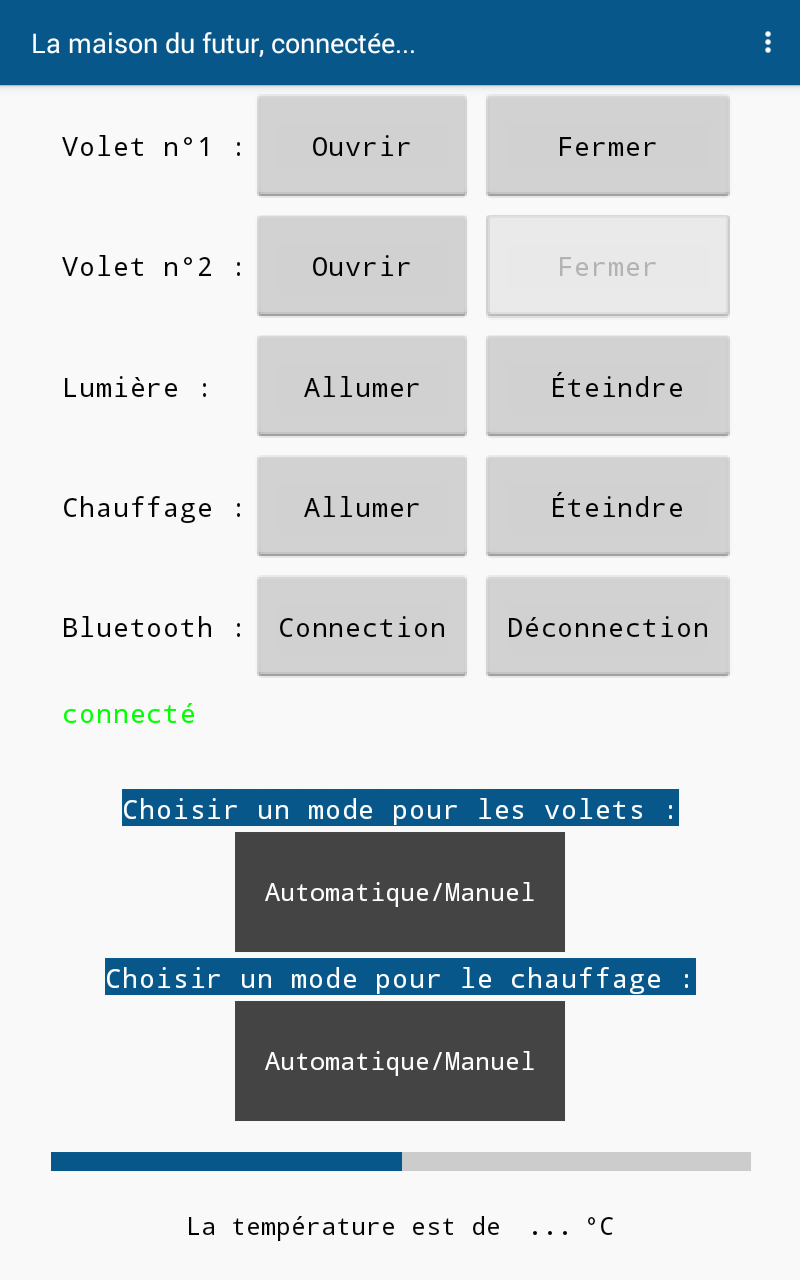 La maison du futur, connectée...
Volet n°1 : Ouvrir Fermer
Volet n°2 : Ouvrir Fermer
Lumière : Allumer Éteindre
Chauffage : Allumer Éteindre
Bluetooth : Connection Déconnection
connecté
Choisir un mode pour les volets :
Automatique/Manuel
Choisir un mode pour le chauffage :
Automatique/Manuel
La température est de ... °C